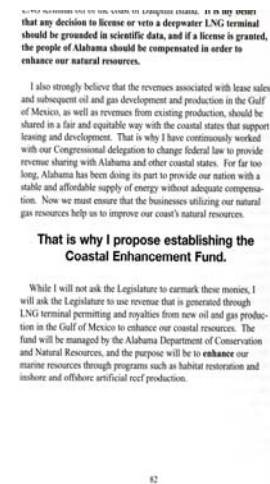 that any decision to license or veto a deepwater LNG terminal
should be grounded in scientific data, and if a license is granted,
the people of Alabama should be compensated in order to
enhance our natural resources.
I also strongly believe that the revenues associated with lease sales
and subsequent oil and gas development and production in the Gulf
of Mexico, as well as revenues from existing production, should be
shared in a fair and equitable way with the coastal states that support
leasing and development. That is why I have continuously worked
with our Congressional delegation to change federal law to provide
revenue sharing with Alabama and other coastal states. For far too
long, Alabama has been doing its part to provide our nation with a
stable and affordable supply of energy without adequate compensa-
tion. Now we must ensure that the businesses utilizing our natural
gas resources help us to improve our coast's natural resources.
That is why I propose establishing the
Coastal Enhancement Fund.
While I will not ask the Legislature to earmark these monies, I
will ask the Legislature to use revenue that is generated through
LNG terminal permitting and royalties from new oil and gas produc-
tion in the Gulf of Mexico to enhance our coastal resources. The
fund will be managed by the Alabama Department of Conservation
and Natural Resources, and the purpose will be to enhance our
marine resources through programs such as habitat restoration and
inshore and offshore artificial reef production.
82